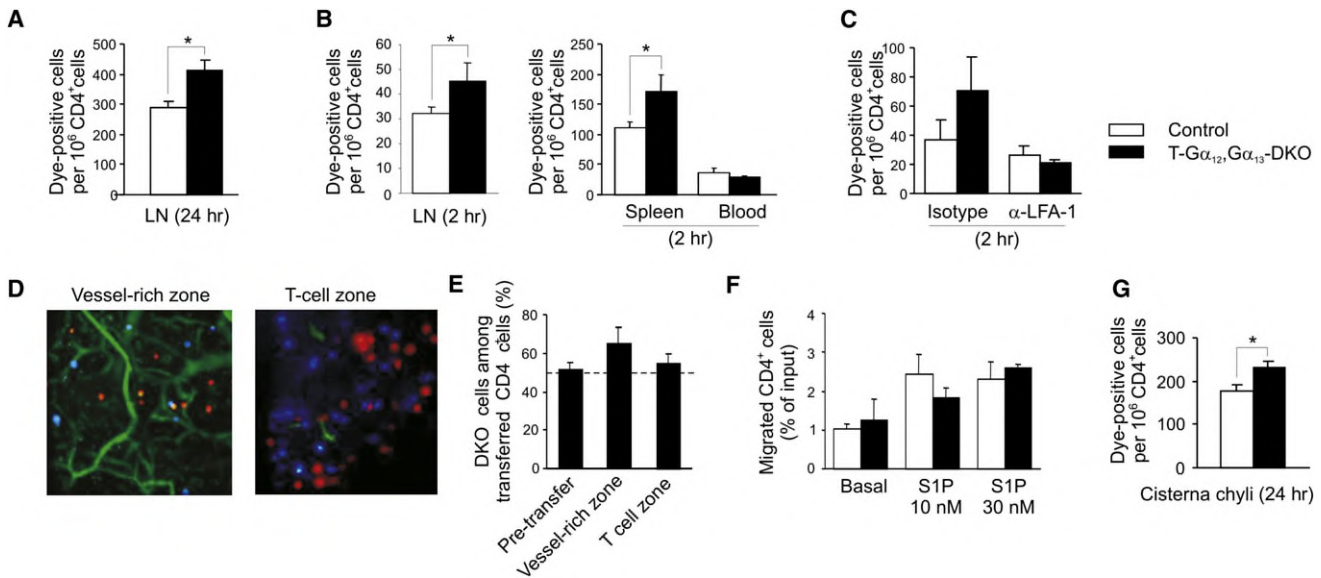 A
Dye-positive cells
per 10⁶ CD4⁺cells
500
400
300
200
100
0
*
LN (24 hr)
B
Dye-positive cells
per 10⁶ CD4⁺cells
60
50
40
30
20
10
0
*
LN (2 hr)
Dye-positive cells
per 10⁶ CD4⁺cells
250
200
150
100
50
0
*
Spleen Blood
(2 hr)
C
Dye-positive cells
per 10⁶ CD4⁺cells
100
80
60
40
20
0
Isotype α-LFA-1
(2 hr)
Control
T-Gα₁₂,Gα₁₃-DKO
D
Vessel-rich zone T-cell zone
E
DKO cells among
transferred CD4⁺cells (%)
80
60
40
20
0
Pre-transfer
Vessel-rich zone
T cell zone
F
Migrated CD4⁺ cells
(% of input)
4
3
2
1
0
Basal S1P S1P
10 nM 30 nM
G
Dye-positive cells
per 10⁶ CD4⁺cells
300
200
100
0
*
Cisterna chyli (24 hr)